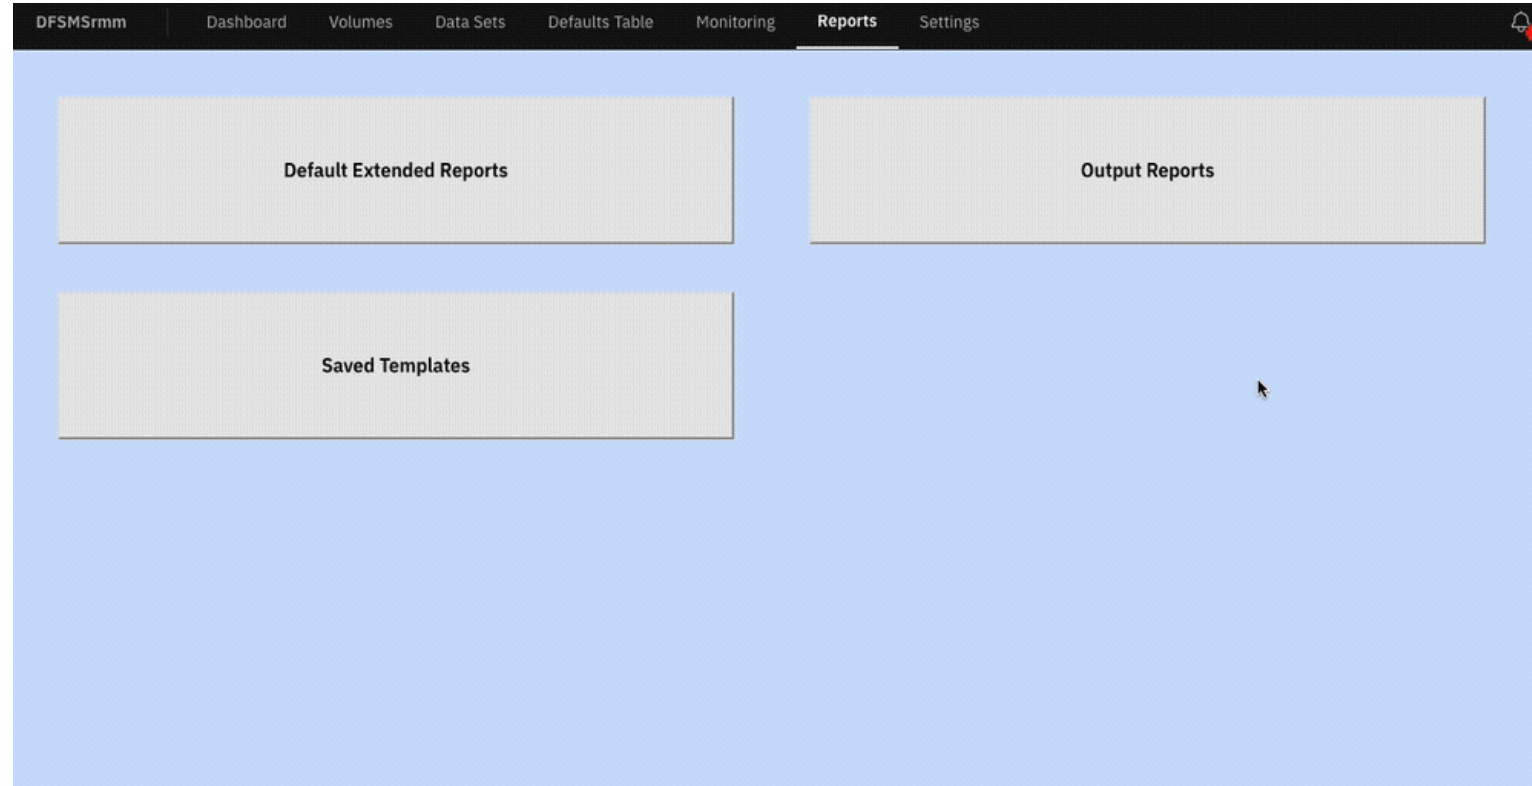 DFSMSrmm Dashboard Volumes Data Sets Defaults Table Monitoring Reports Settings
Default Extended Reports
Output Reports
Saved Templates